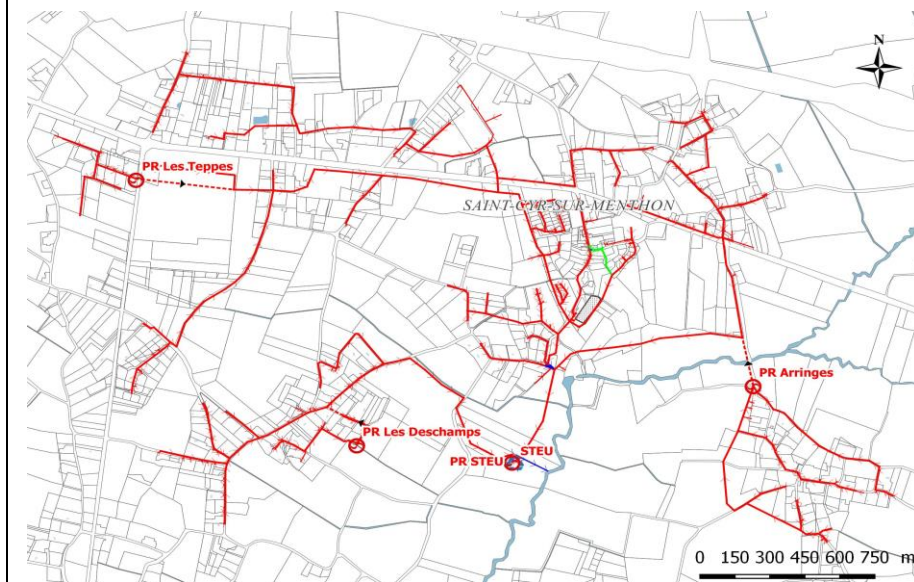 N
PR Les Teppes
SAINT-CYR-SUR-MENTHON
PR Arringes
PR Les Deschamps
STEU
PR STEU
0 150 300 450 600 750 m